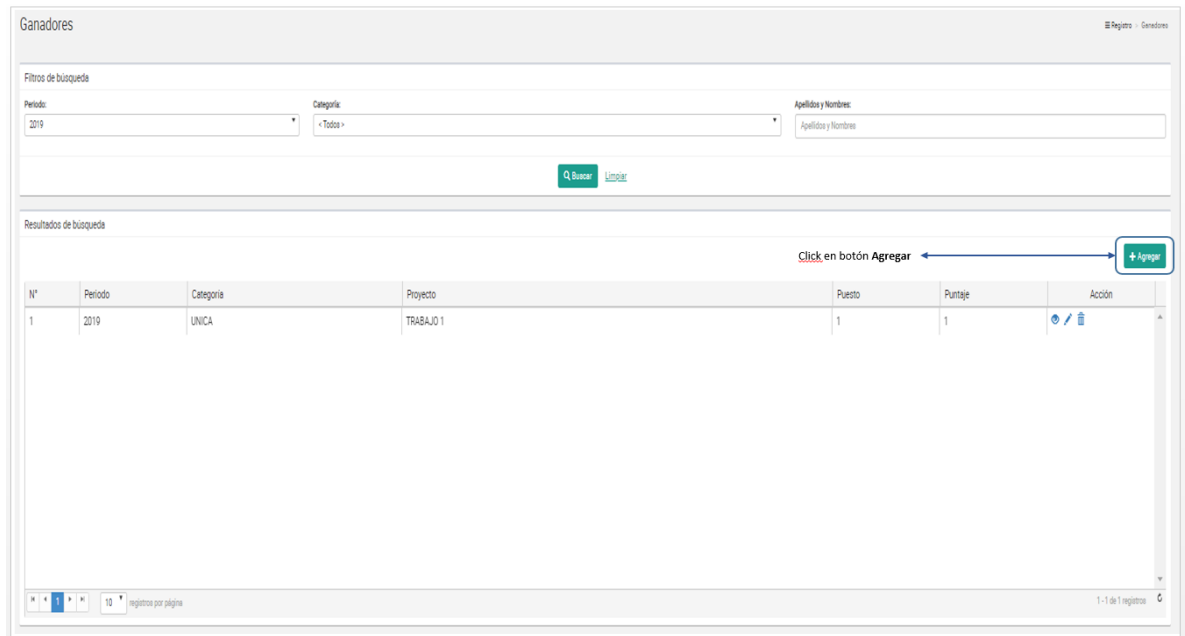 Ganadores
Registro > Ganadores
Filtros de búsqueda
Periodo: Categoría: Apellidos y Nombres:
2019 < Todos > Apellidos y Nombres
Buscar Limpiar
Resultados de búsqueda
Click en botón Agregar + Agregar
N° Periodo Categoría Proyecto Puesto Puntaje Acción
1 2019 UNICA TRABAJO 1 1 1
1 10 registros por página 1 - 1 de 1 registros